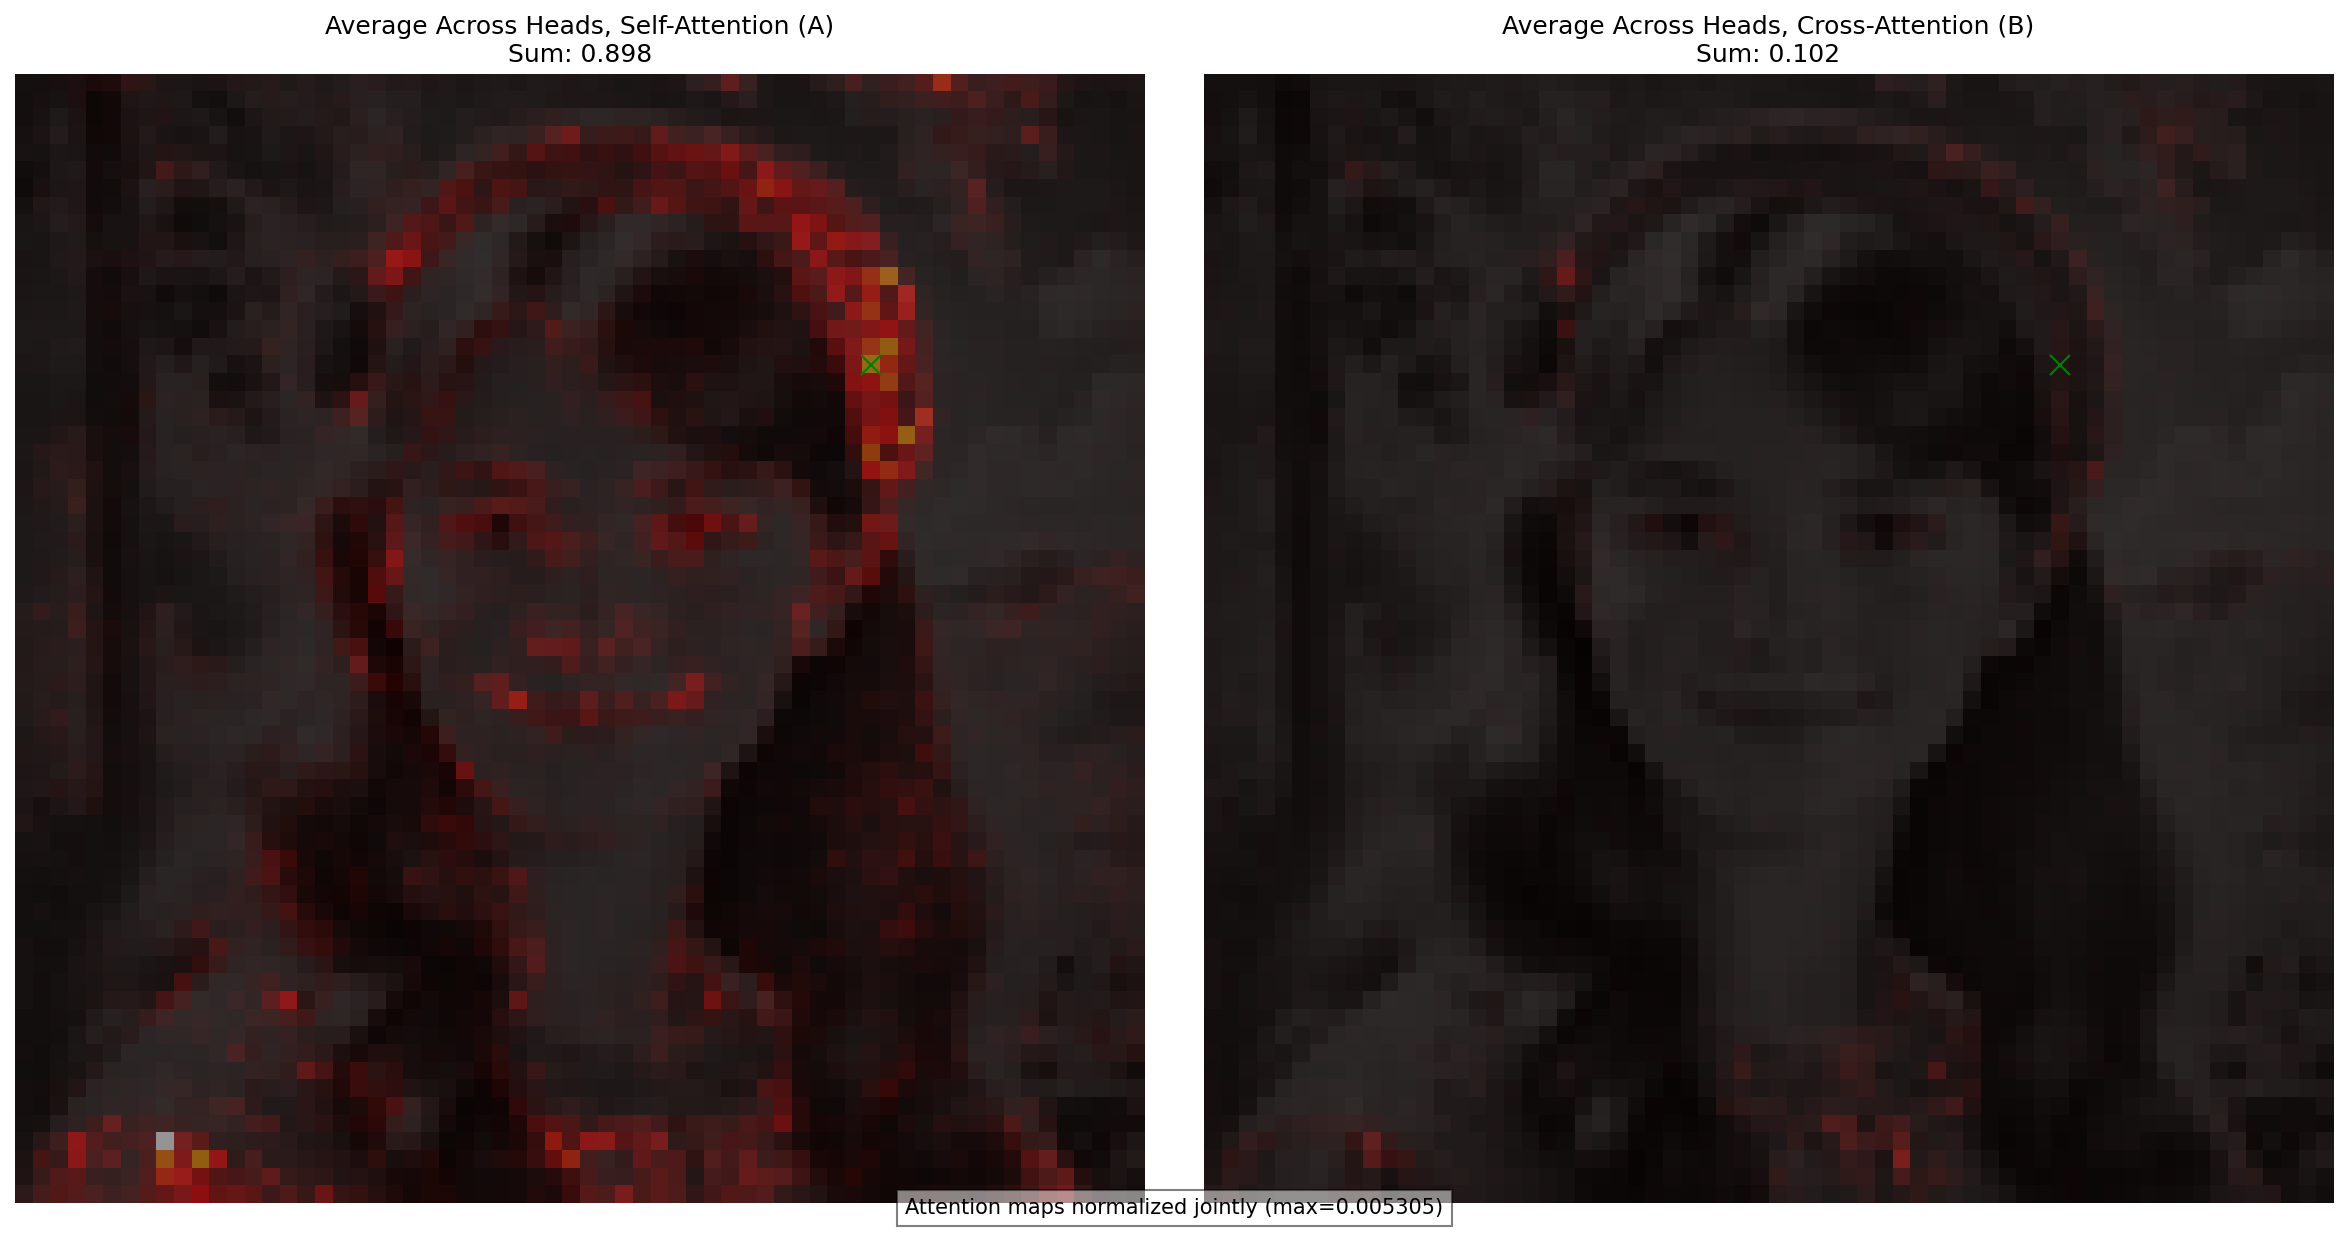 Average Across Heads, Self-Attention (A)
Sum: 0.898
Average Across Heads, Cross-Attention (B)
Sum: 0.102
Attention maps normalized jointly (max=0.005305)